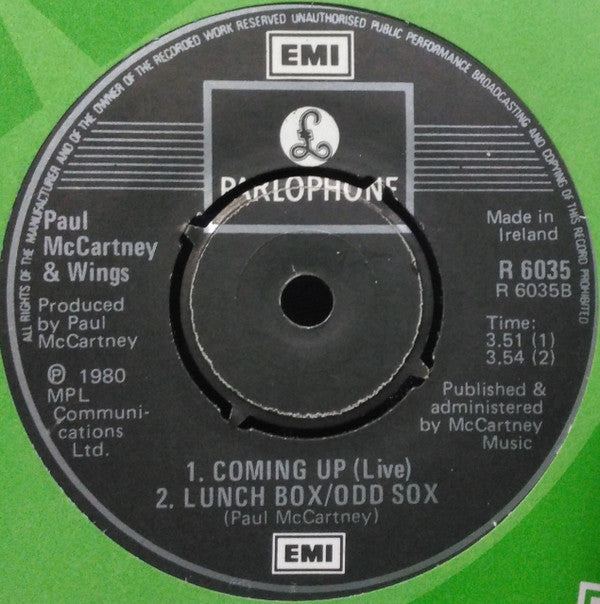 ALL RIGHTS OF THE MANUFACTURER AND OF THE OWNER OF THE RECORDED WORK RESERVED UNAUTHORISED PUBLIC PERFORMANCE BROADCASTING AND COPYING OF THIS RECORD PROHIBITED
EMI
£
PARLOPHONE
Paul
McCartney
& Wings
Produced
by Paul
McCartney
℗ 1980
MPL
Communi-
cations
Ltd.
Made in
Ireland
R 6035
R 6035B
Time:
3.51 (1)
3.54 (2)
Published &
administered
by McCartney
Music
1. COMING UP (Live)
2. LUNCH BOX/ODD SOX
(Paul McCartney)
EMI